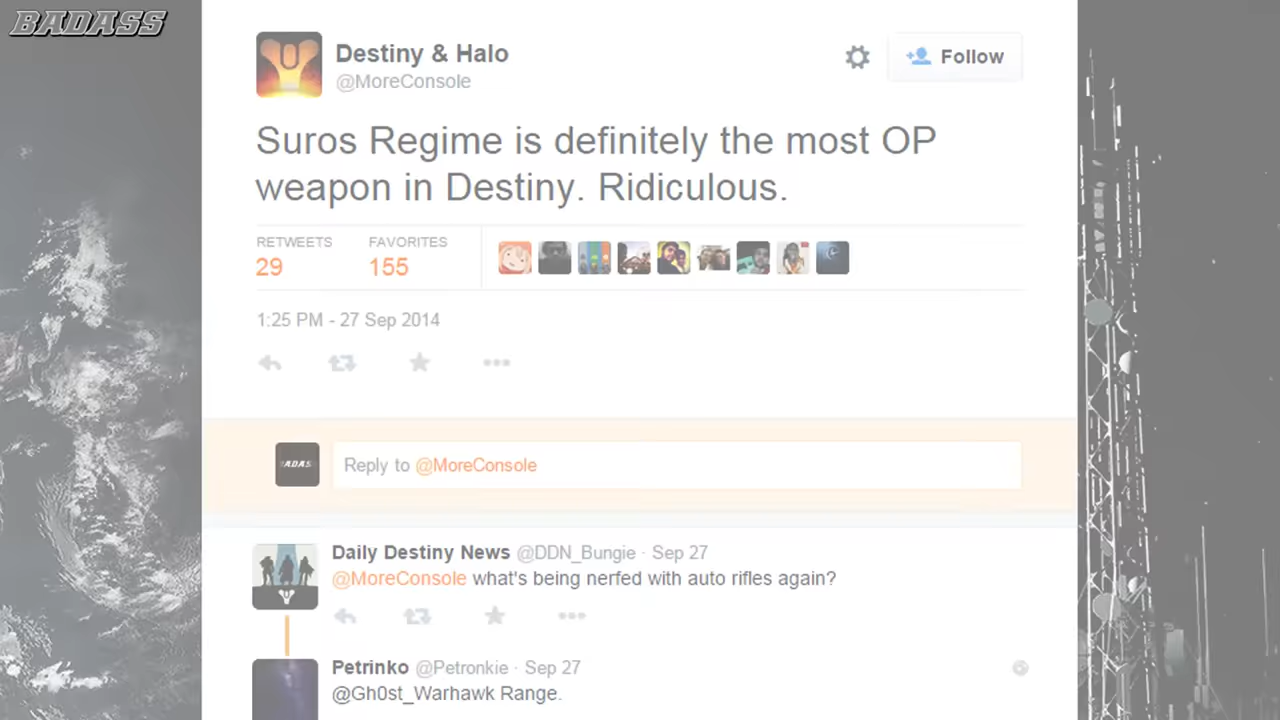 BADASS
Destiny & Halo
@MoreConsole
Follow
Suros Regime is definitely the most OP
weapon in Destiny. Ridiculous.
RETWEETS
FAVORITES
29
155
1:25 PM - 27 Sep 2014
ADAS
Reply to @MoreConsole
Daily Destiny News @DDN_Bungie · Sep 27
@MoreConsole what's being nerfed with auto rifles again?
Petrinko @Petronkie · Sep 27
@Gh0st_Warhawk Range.